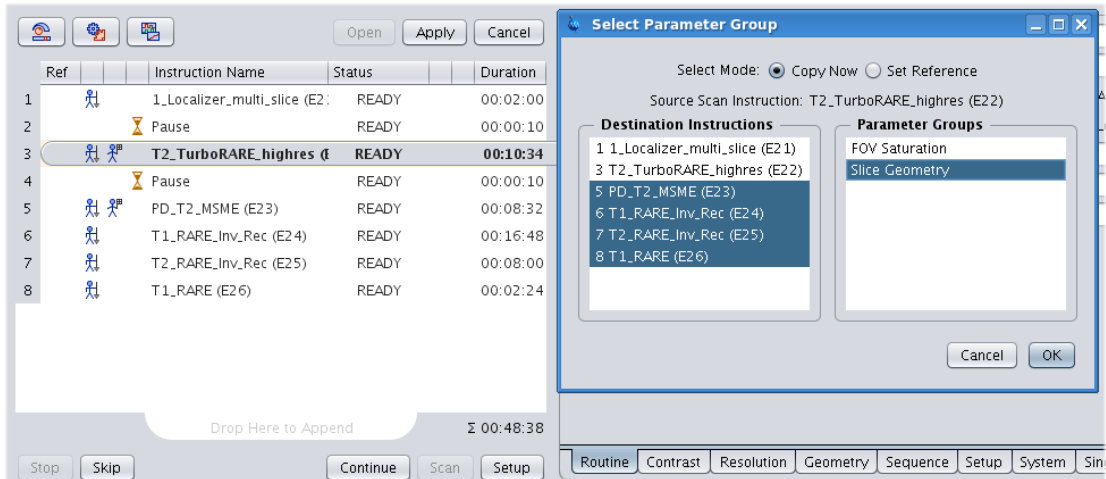 Open Apply Cancel
Ref Instruction Name Status Duration
1 1_Localizer_multi_slice (E21 READY 00:02:00
2 Pause READY 00:00:10
3 T2_TurboRARE_highres (E READY 00:10:34
4 Pause READY 00:00:10
5 PD_T2_MSME (E23) READY 00:08:32
6 T1_RARE_Inv_Rec (E24) READY 00:16:48
7 T2_RARE_Inv_Rec (E25) READY 00:08:00
8 T1_RARE (E26) READY 00:02:24
Drop Here to Append Σ 00:48:38
Stop Skip Continue Scan Setup
Select Parameter Group
Select Mode: Copy Now Set Reference
Source Scan Instruction: T2_TurboRARE_highres (E22)
Destination Instructions
1 1_Localizer_multi_slice (E21)
3 T2_TurboRARE_highres (E22)
5 PD_T2_MSME (E23)
6 T1_RARE_Inv_Rec (E24)
7 T2_RARE_Inv_Rec (E25)
8 T1_RARE (E26)
Parameter Groups
FOV Saturation
Slice Geometry
Cancel OK
Routine Contrast Resolution Geometry Sequence Setup System Sin